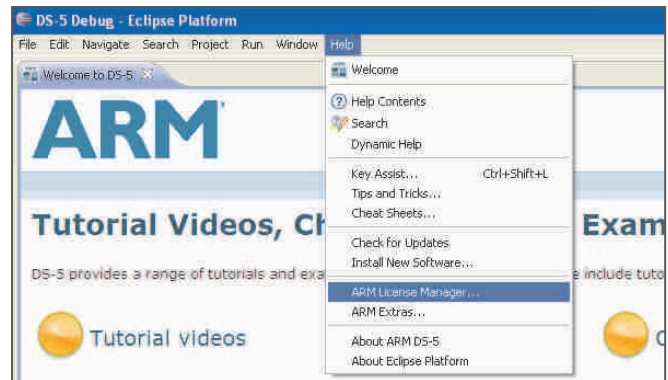 DS-5 Debug - Eclipse Platform
File Edit Navigate Search Project Run Window Help
Welcome to DS-5
Welcome
ARM
Help Contents
Search
Dynamic Help
Key Assist... Ctrl+Shift+L
Tips and Tricks...
Cheat Sheets...
Tutorial Videos, Ch
Exam
Check for Updates
Install New Software...
DS-5 provides a range of tutorials and exa
e include tuto
ARM License Manager...
ARM Extras...
Tutorial videos
About ARM DS-5
About Eclipse Platform